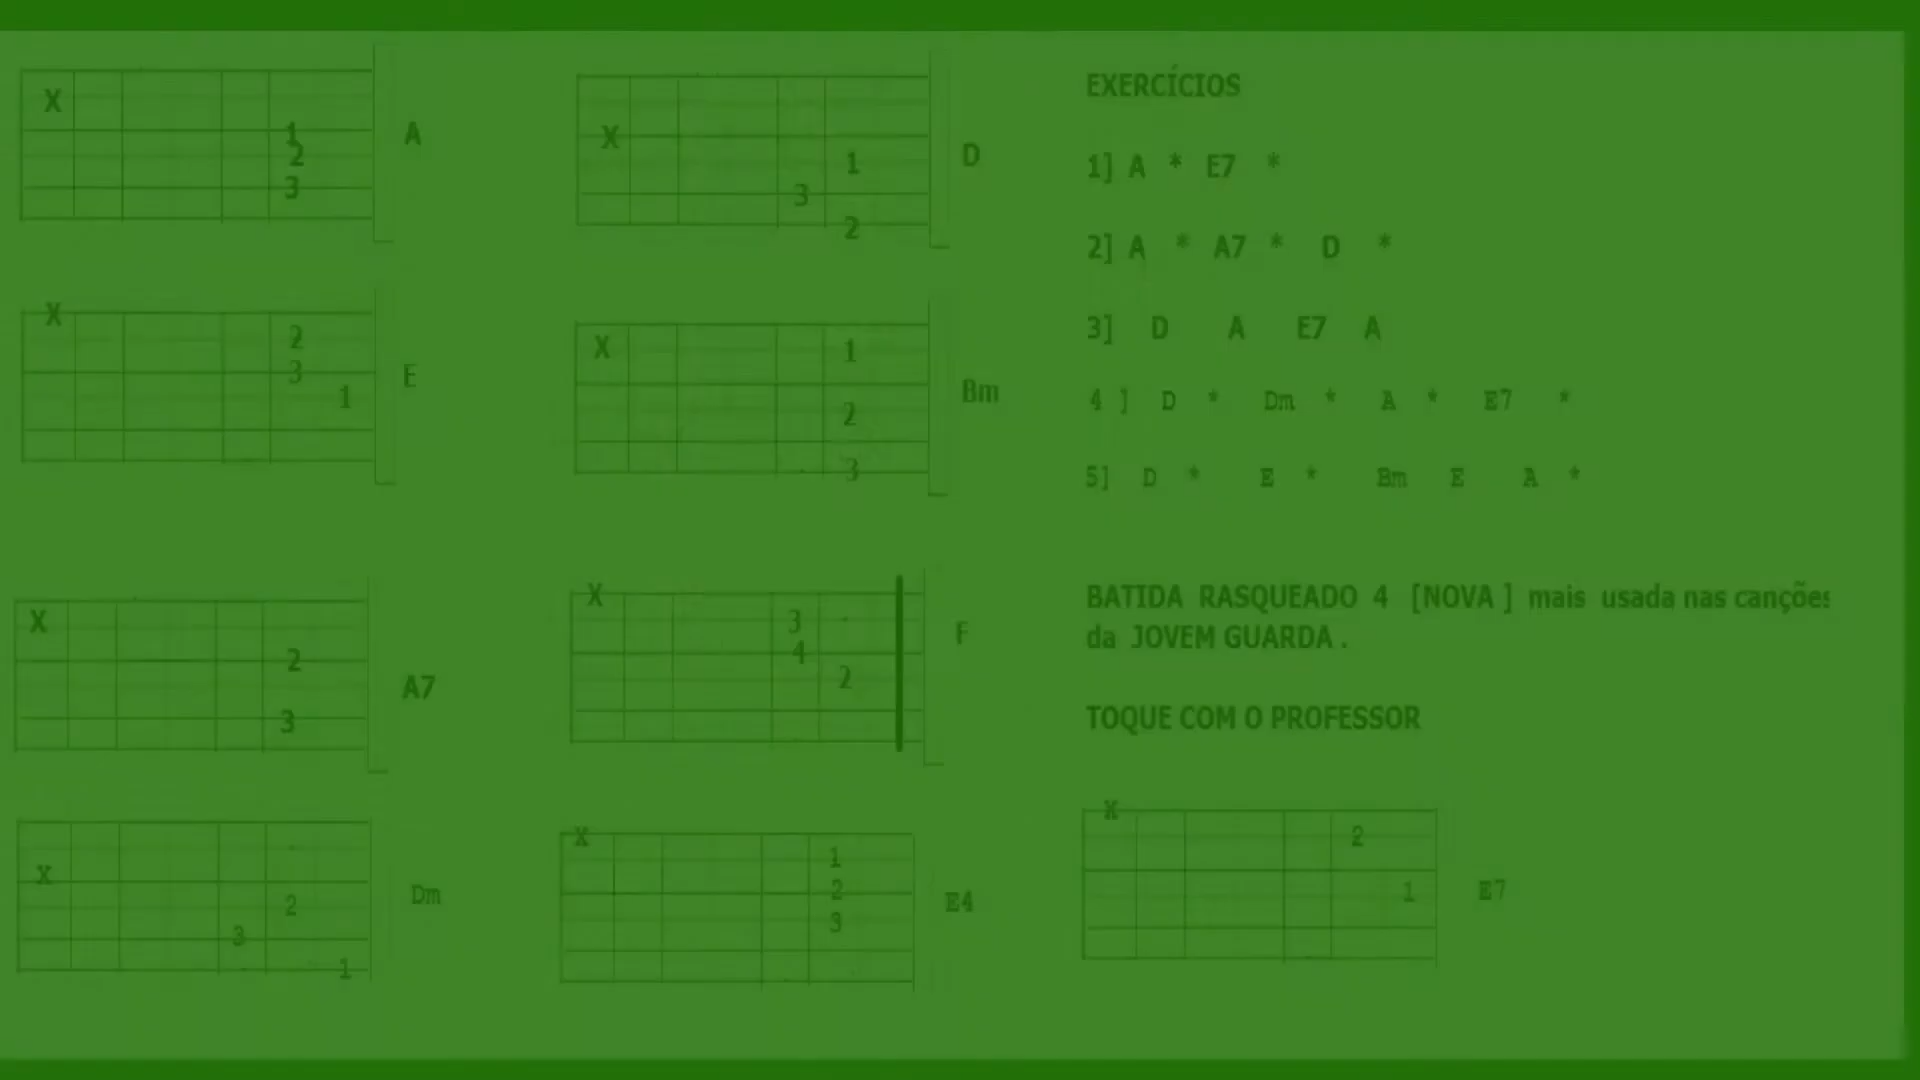 X
1
2
3
A
X
1
3
2
D
X
2
3
1
E
X
1
2
3
Bm
X
2
3
A7
X
3
4
2
F
X
2
3
1
Dm
X
1
2
3
E4
EXERCÍCIOS
1] A * E7 *
2] A * A7 * D *
3] D A E7 A
4 ] D * Dm * A * E7 *
5] D * E * Bm E A *
BATIDA RASQUEADO 4 [NOVA ] mais usada nas canções
da JOVEM GUARDA .
TOQUE COM O PROFESSOR
X
2
1
E7